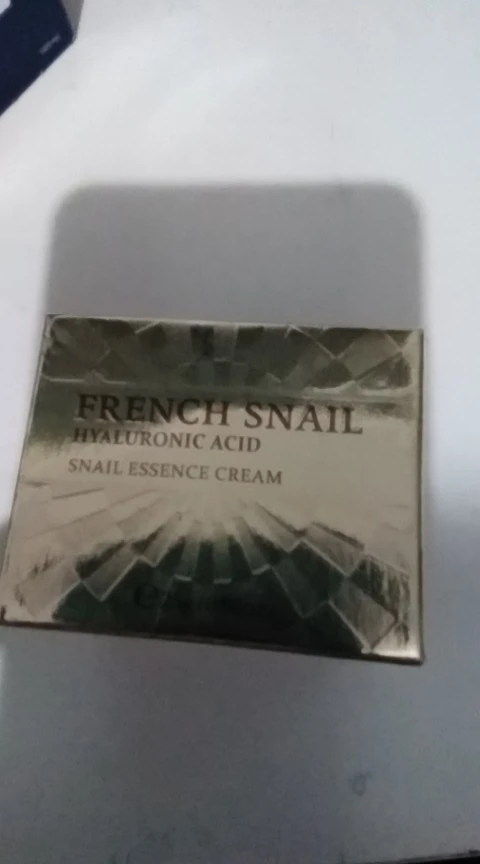 FRENCH SNAIL
HYALURONIC ACID
SNAIL ESSENCE CREAM